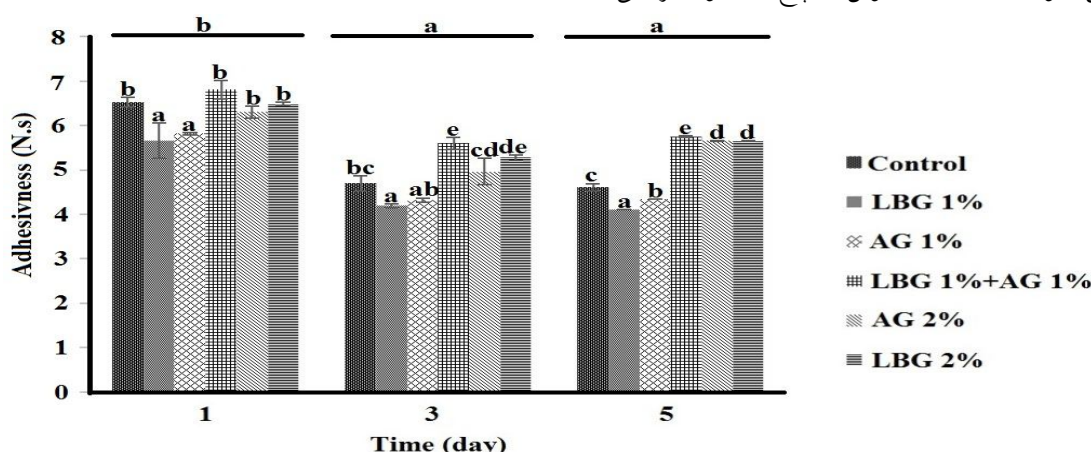 b a a
8
7
6
5
4
3
2
1
0
Adhesivness (N.s)
b a a b b b
bc a ab e cd de
c a b e d d
1 3 5
Time (day)
Control
LBG 1%
AG 1%
LBG 1%+AG 1%
AG 2%
LBG 2%